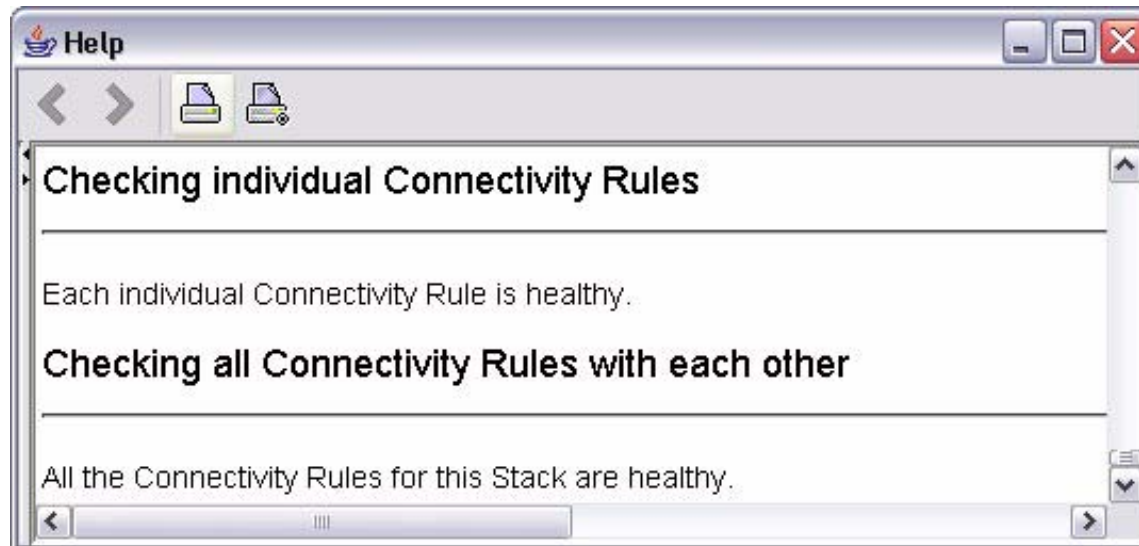 Help
Checking individual Connectivity Rules
Each individual Connectivity Rule is healthy.
Checking all Connectivity Rules with each other
All the Connectivity Rules for this Stack are healthy.